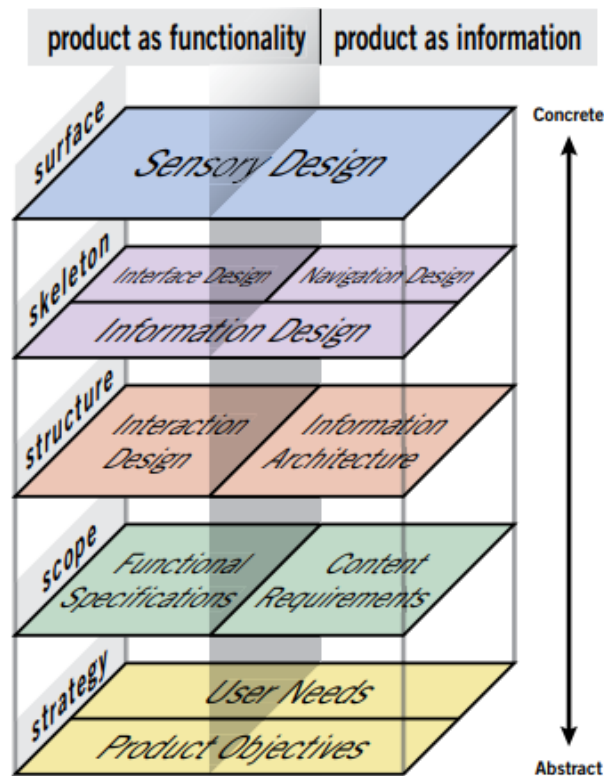 product as functionality
product as information
Concrete
surface
Sensory Design
skeleton
Interface Design
Navigation Design
Information Design
structure
Interaction
Design
Information
Architecture
scope
Functional
Specifications
Content
Requirements
strategy
User Needs
Product Objectives
Abstract